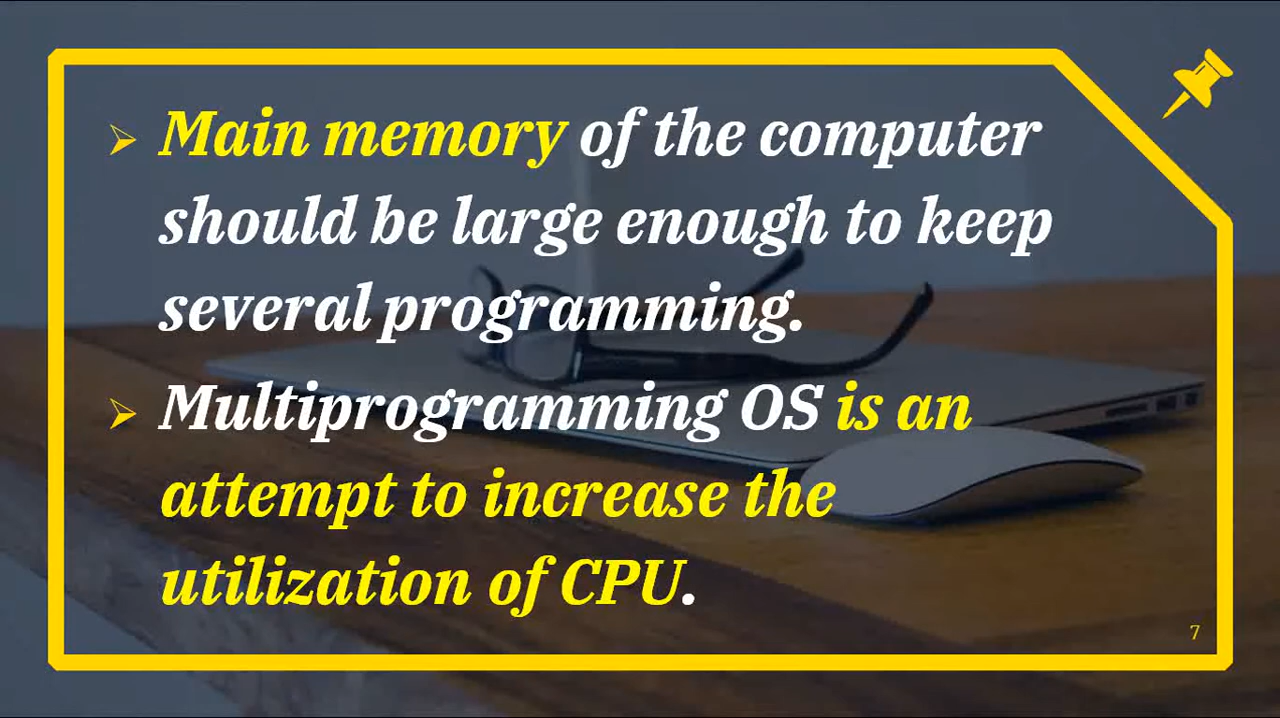 Main memory of the computer
should be large enough to keep
several programming.
Multiprogramming OS is an
attempt to increase the
utilization of CPU.
7